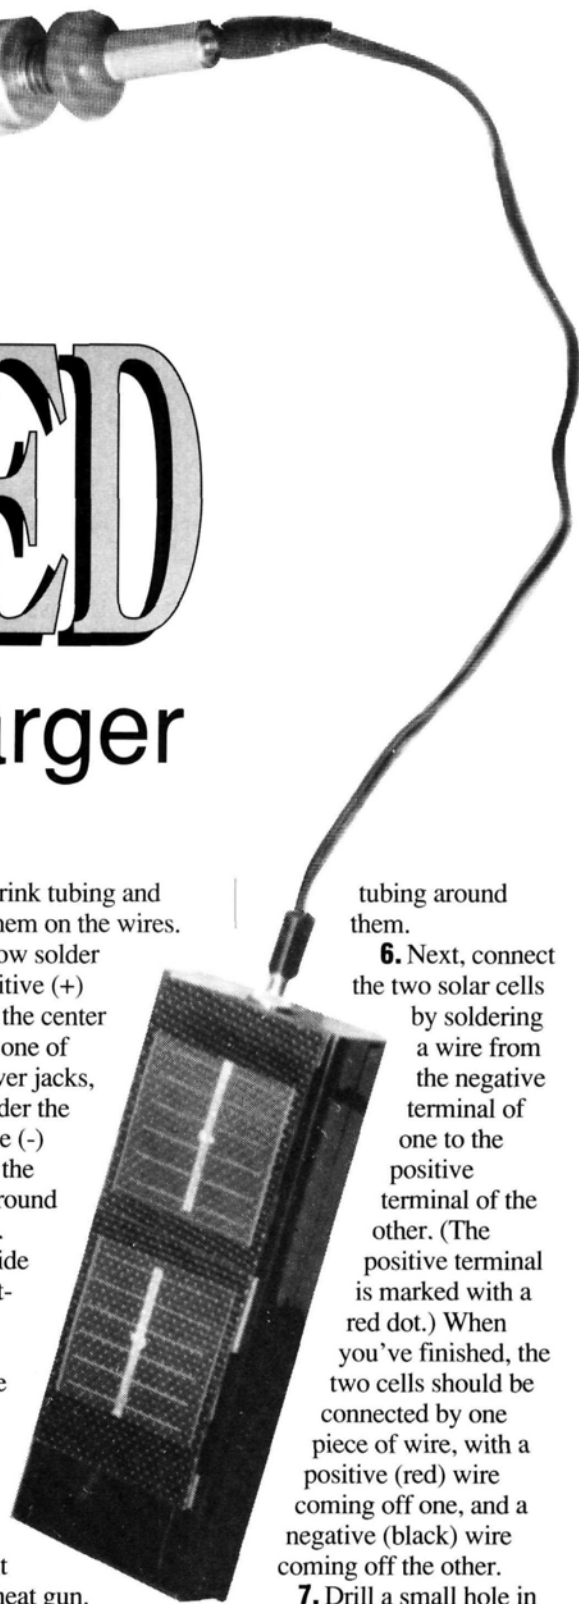 ED
arger
rink tubing and
hem on the wires.
ow solder
itive (+)
the center
one of
ver jacks,
der the
e (-)
the
round
.
ide
t-
e
t
heat gun.
tubing around
them.
6. Next, connect
the two solar cells
by soldering
a wire from
the negative
terminal of
one to the
positive
terminal of the
other. (The
positive terminal
is marked with a
red dot.) When
you've finished, the
two cells should be
connected by one
piece of wire, with a
positive (red) wire
coming off one, and a
negative (black) wire
coming off the other.
7. Drill a small hole in